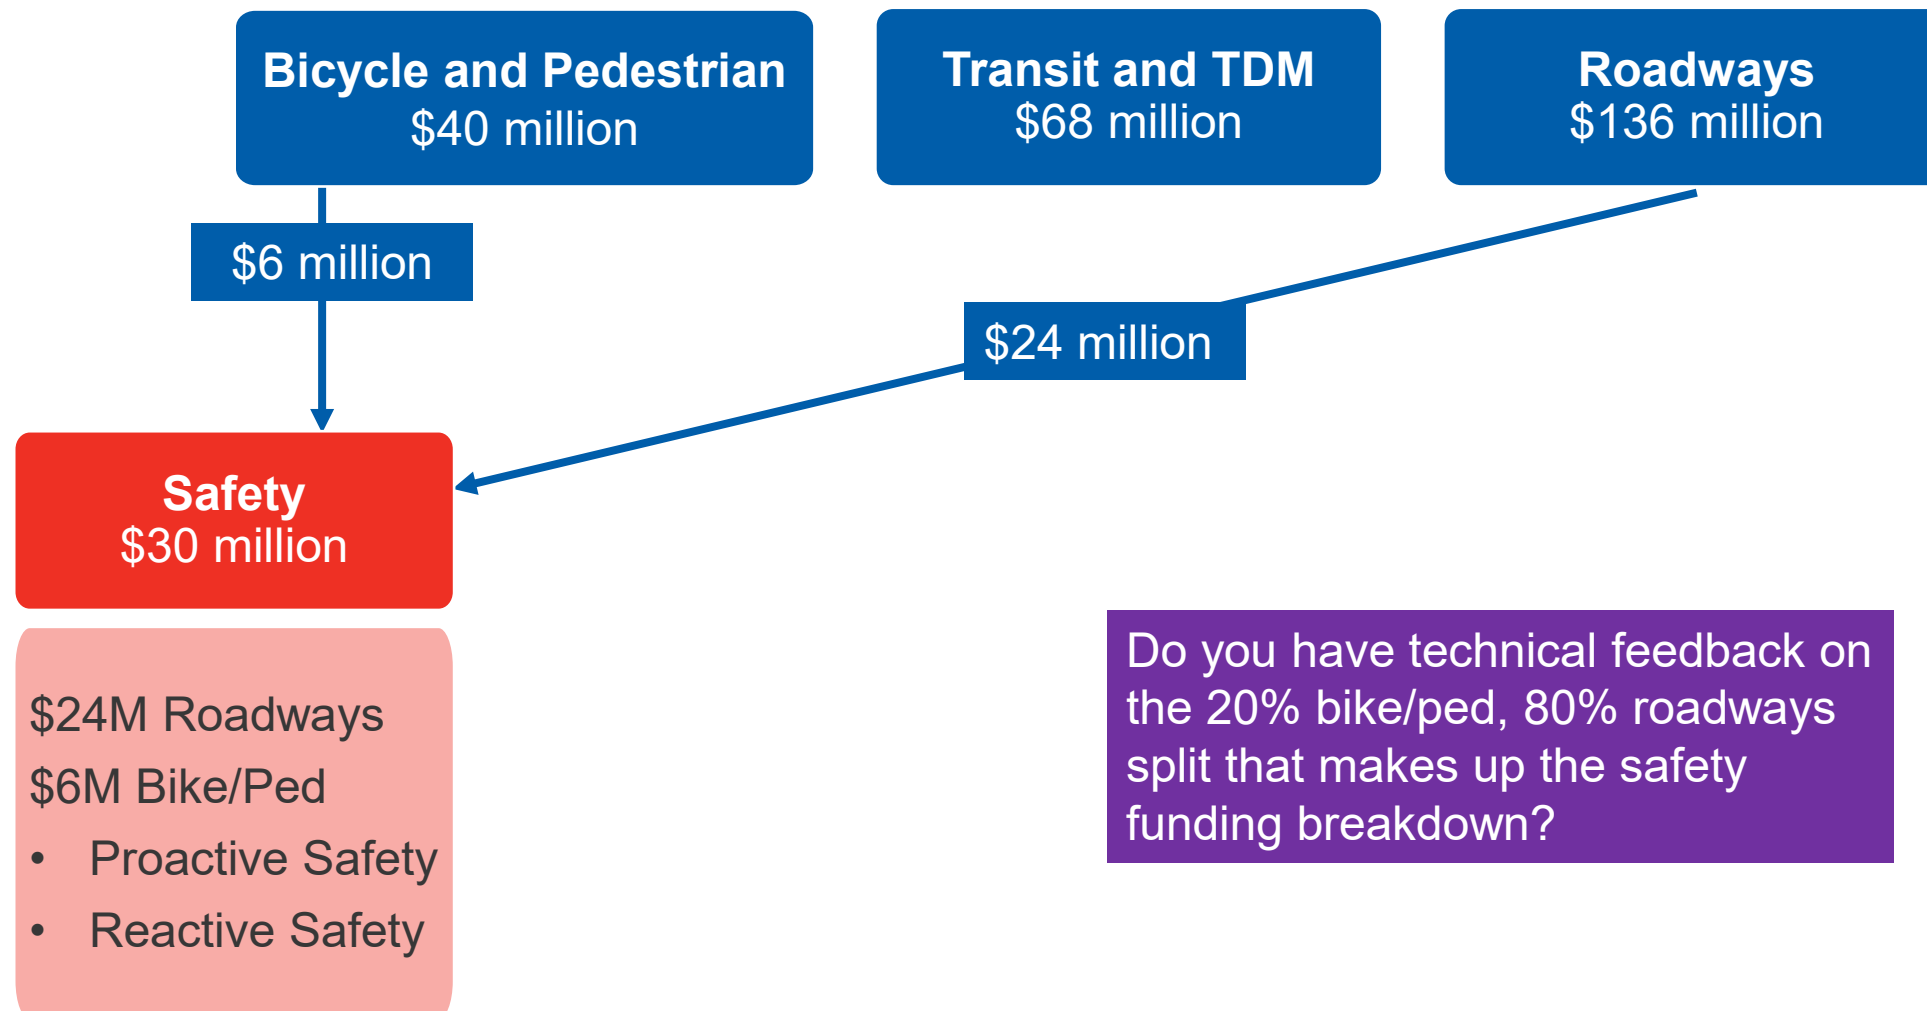 Bicycle and Pedestrian
$40 million
Transit and TDM
$68 million
Roadways
$136 million
$6 million
$24 million
Safety
$30 million
$24M Roadways
$6M Bike/Ped
• Proactive Safety
• Reactive Safety
Do you have technical feedback on
the 20% bike/ped, 80% roadways
split that makes up the safety
funding breakdown?